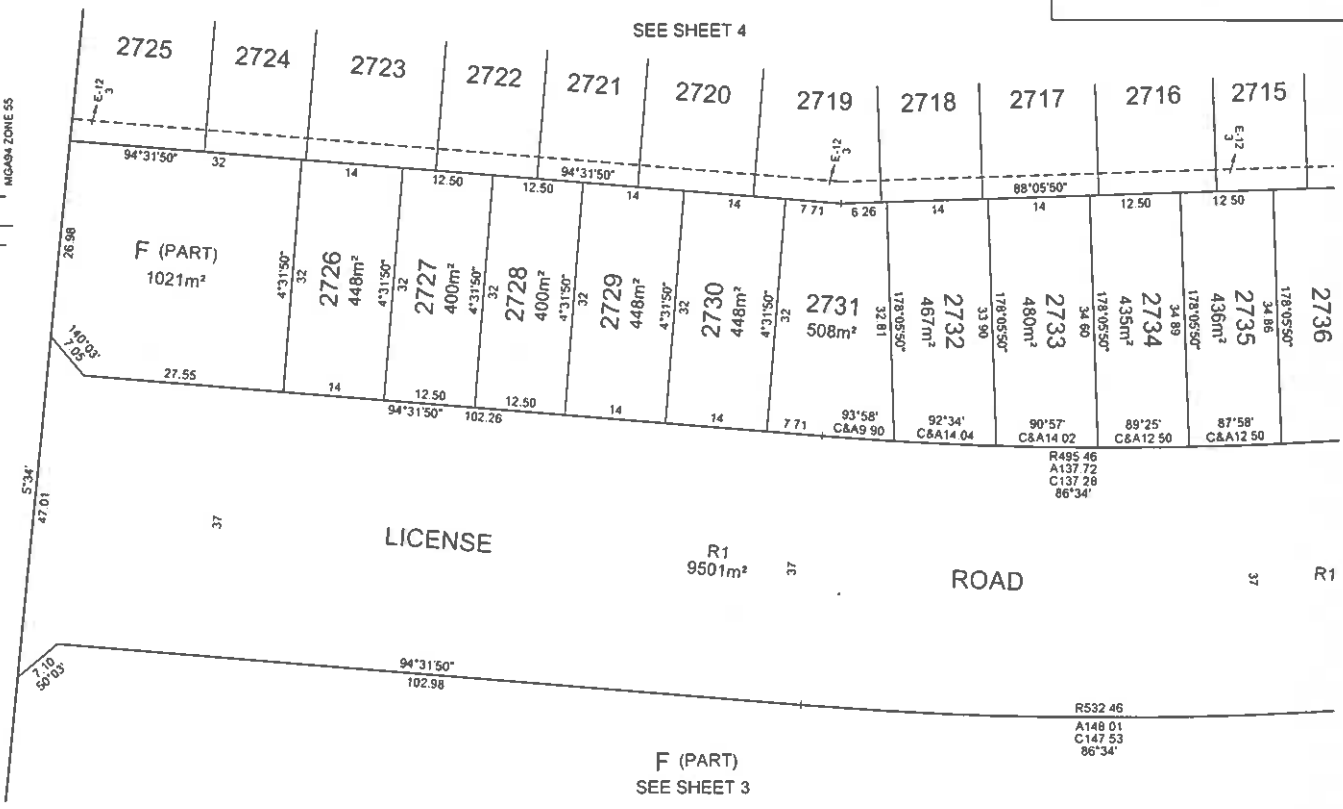 SEE SHEET 4
MGA94 ZONE 55
2725
2724
2723
2722
2721
2720
2719
2718
2717
2716
2715
E-12
3
E-12
3
E-12
3
94°31'50"
32
14
12.50
12.50
94°31'50"
14
14
7 71
6 26
14
88°05'50"
14
12.50
12 50
26.98
F (PART)
1021m²
4°31'50"
32
2726
448m²
4°31'50"
32
2727
400m²
4°31'50"
32
2728
400m²
4°31'50"
32
2729
448m²
4°31'50"
32
2730
448m²
4°31'50"
32
2731
508m²
32.81
178°05'50"
2732
467m²
33 90
178°05'50"
2733
480m²
34 60
178°05'50"
2734
435m²
34.89
178°05'50"
2735
436m²
34.86
178°05'50"
2736
140°03'
7.05
27.55
14
12.50
12.50
14
14
7 71
94°31'50"
102.26
93°58'
C&A9 90
92°34'
C&A14.04
90°57'
C&A14 02
89°25'
C&A12 50
87°58'
C&A12 50
R495 46
A137.72
C137 28
86°34'
5°34'
47.01
37
LICENSE
R1
9501m²
37
ROAD
37
R1
7.10
50°03'
94°31'50"
102.98
R532 46
A148 01
C147 53
86°34'
F (PART)
SEE SHEET 3